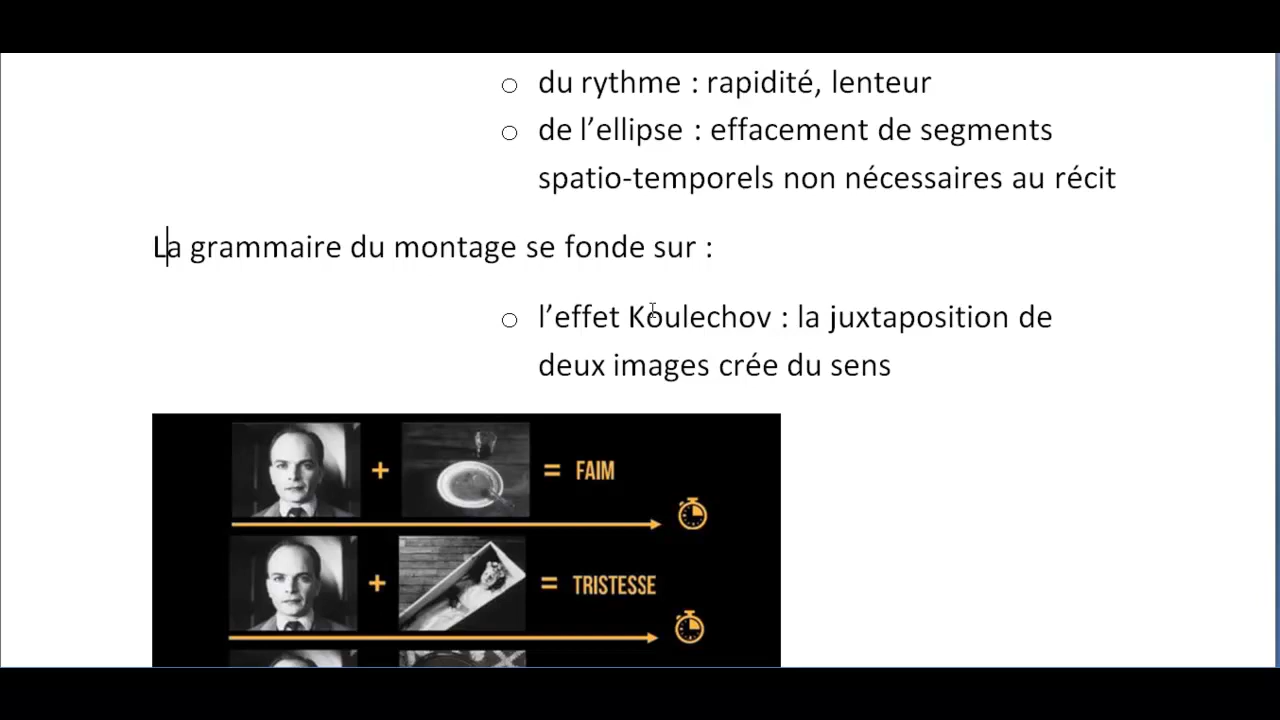 du rythme : rapidité, lenteur
de l’ellipse : effacement de segments
spatio-temporels non nécessaires au récit
La grammaire du montage se fonde sur :
l’effet Koulechov : la juxtaposition de
deux images crée du sens
+ = FAIM
+ = TRISTESSE